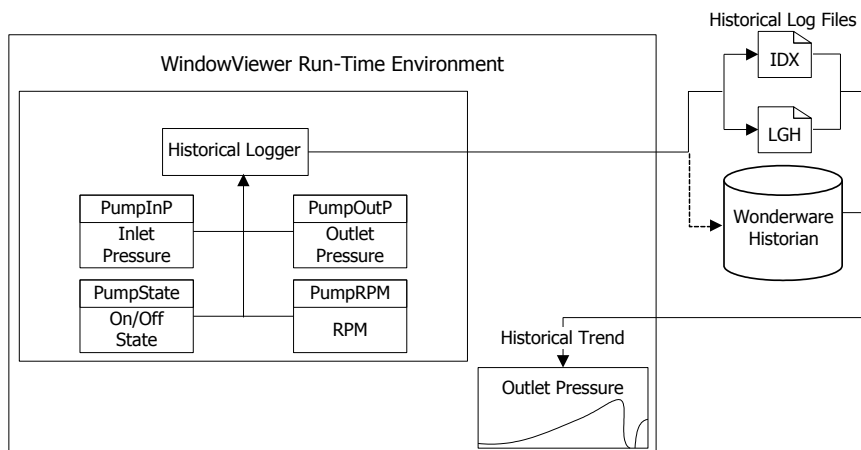 Historical Log Files
WindowViewer Run-Time Environment
IDX
LGH
Historical Logger
PumpInP
Inlet
Pressure
PumpOutP
Outlet
Pressure
Wonderware
Historian
PumpState
On/Off
State
PumpRPM
RPM
Historical Trend
Outlet Pressure